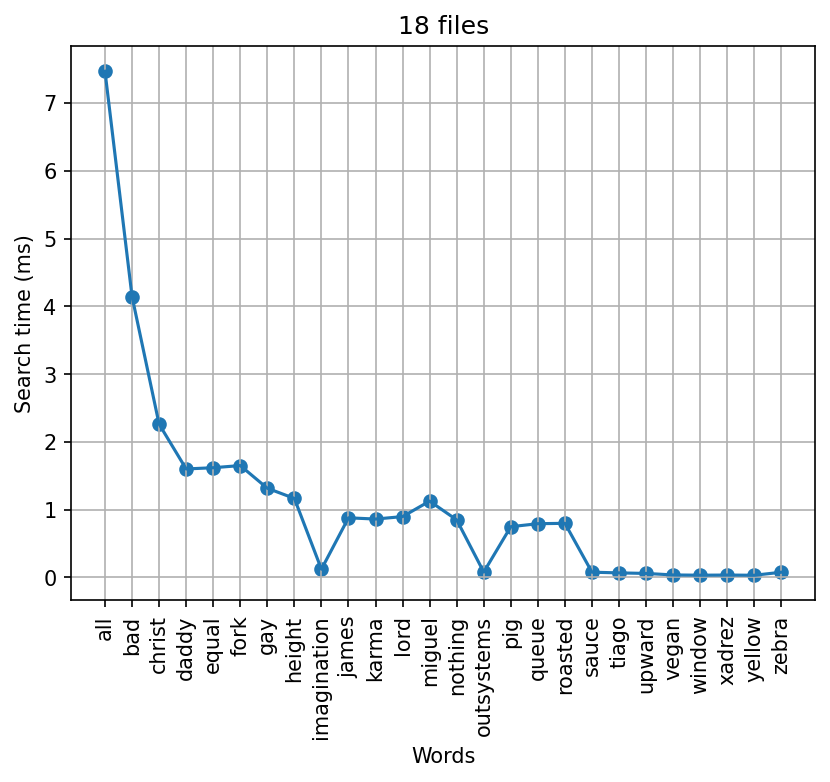 18 files
Search time (ms)
7
6
5
4
3
2
1
0
all
bad
christ
daddy
equal
fork
gay
height
imagination
james
karma
lord
miguel
nothing
outsystems
pig
queue
roasted
sauce
tiago
upward
vegan
window
xadrez
yellow
zebra
Words